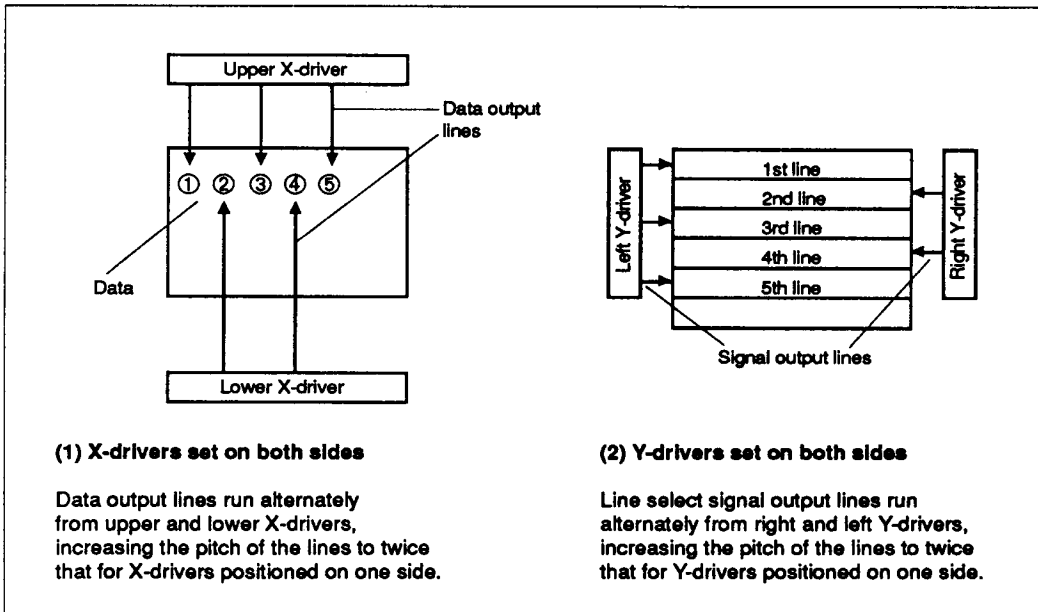 Upper X-driver
Data output
lines
① ② ③ ④ ⑤
Data
Lower X-driver
(1) X-drivers set on both sides
Data output lines run alternately
from upper and lower X-drivers,
increasing the pitch of the lines to twice
that for X-drivers positioned on one side.
Left Y-driver
1st line
2nd line
3rd line
4th line
5th line
Right Y-driver
Signal output lines
(2) Y-drivers set on both sides
Line select signal output lines run
alternately from right and left Y-drivers,
increasing the pitch of the lines to twice
that for Y-drivers positioned on one side.